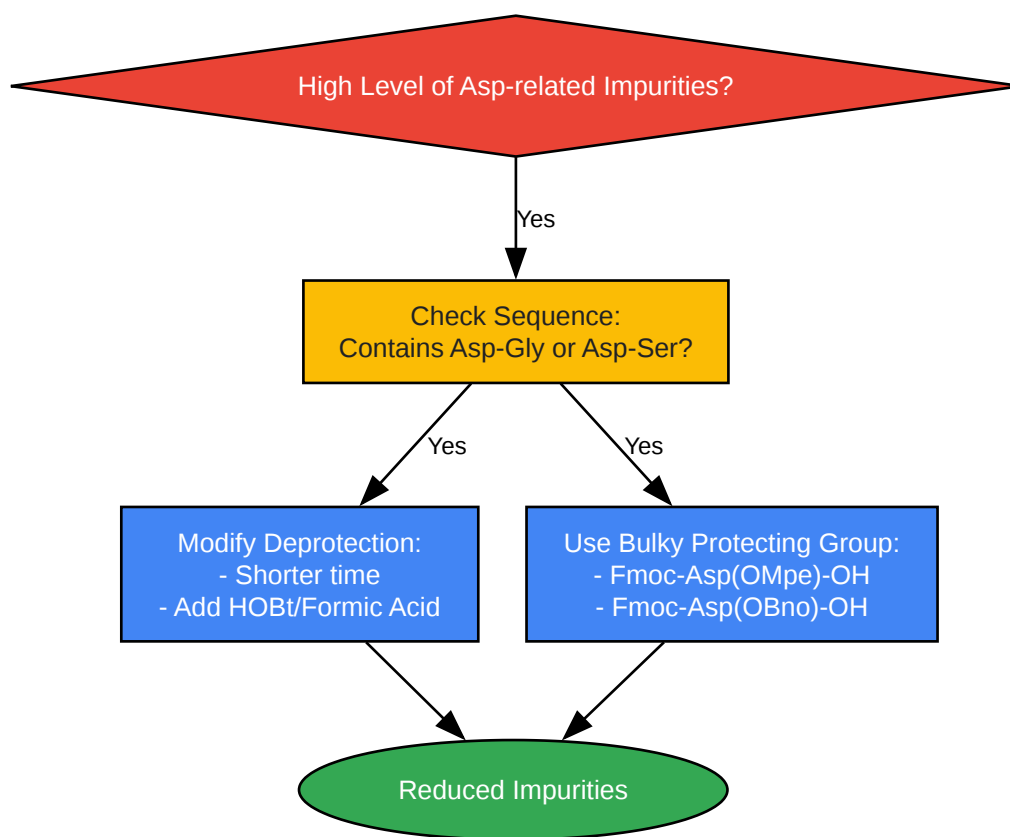 High Level of Asp-related Impurities?
Yes
Check Sequence:
Contains Asp-Gly or Asp-Ser?
Yes
Yes
Modify Deprotection:
- Shorter time
- Add HOBt/Formic Acid
Use Bulky Protecting Group:
- Fmoc-Asp(OMpe)-OH
- Fmoc-Asp(OBno)-OH
Reduced Impurities